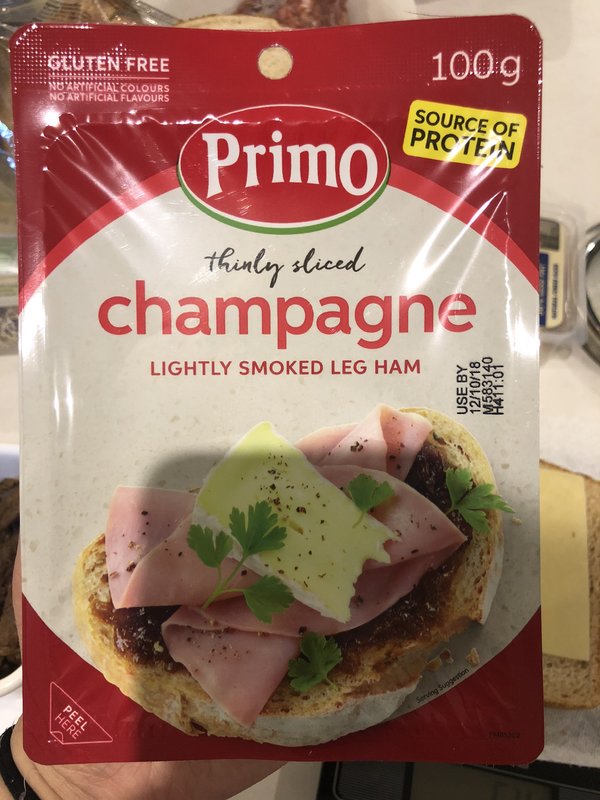 GLUTEN FREE
NO ARTIFICIAL COLOURS
NO ARTIFICIAL FLAVOURS
100g
SOURCE OF
PROTEIN
Primo
thinly sliced
champagne
LIGHTLY SMOKED LEG HAM
USE BY
12/10/18
M583140
H411:01
Serving Suggestion
PEEL
HERE